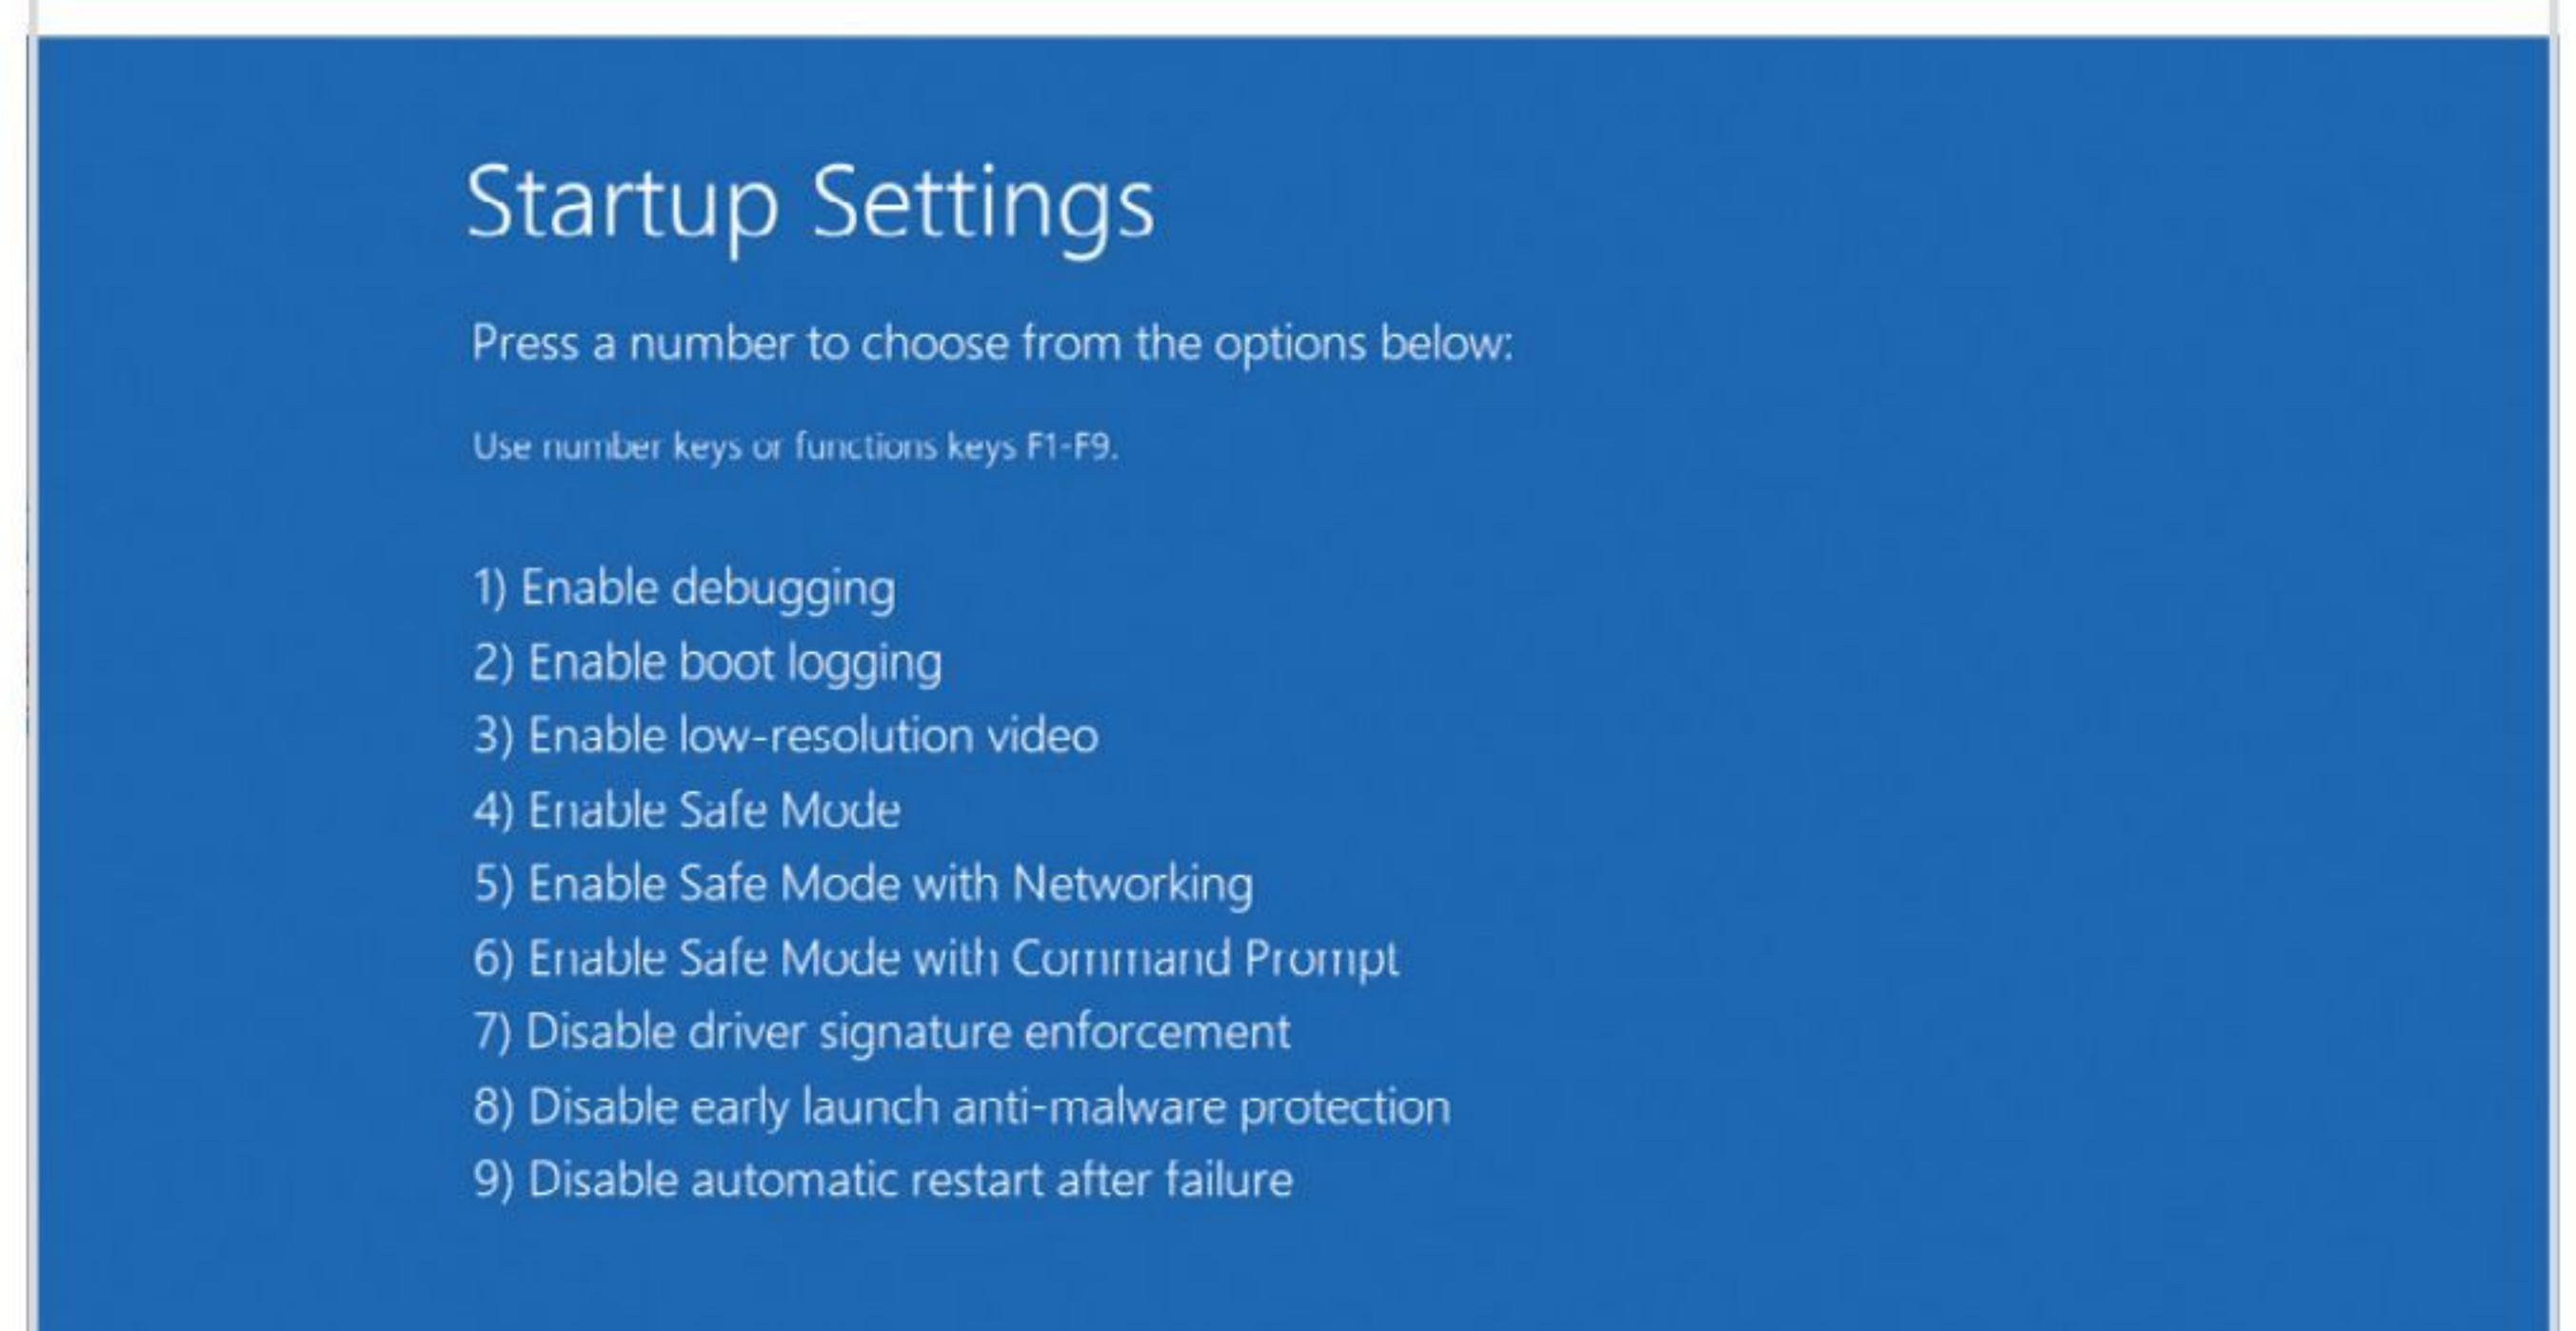 Startup Settings
Press a number to choose from the options below:
Use number keys or functions keys F1-F9.
1) Enable debugging
2) Enable boot logging
3) Enable low-resolution video
4) Enable Safe Mode
5) Enable Safe Mode with Networking
6) Enable Safe Mode with Command Prompt
7) Disable driver signature enforcement
8) Disable early launch anti-malware protection
9) Disable automatic restart after failure